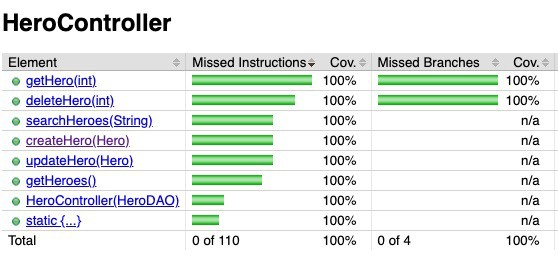 HeroController
Element Missed Instructions Cov. Missed Branches Cov.
getHero(int) 100% 100%
deleteHero(int) 100% 100%
searchHeroes(String) 100% n/a
createHero(Hero) 100% n/a
updateHero(Hero) 100% n/a
getHeroes() 100% n/a
HeroController(HeroDAO) 100% n/a
static {...} 100% n/a
Total 0 of 110 100% 0 of 4 100%